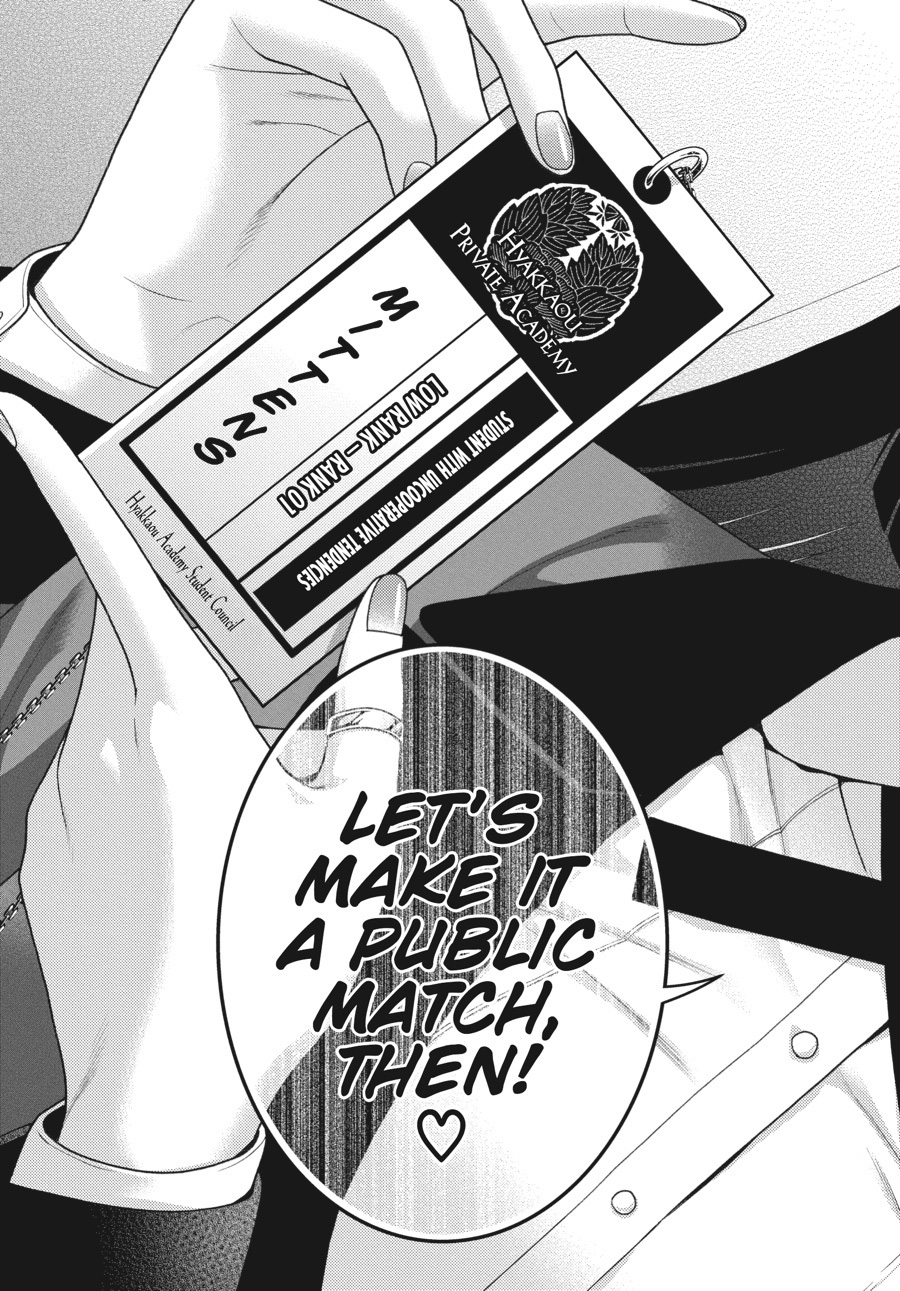 HYAKKAOU
PRIVATE ACADEMY
MITTENS
LOW RANK – RANK 01
STUDENT WITH UNCOOPERATIVE TENDENCIES
Hyakkaou Academy Student Council
LET'S
MAKE IT
A PUBLIC
MATCH,
THEN!
♡